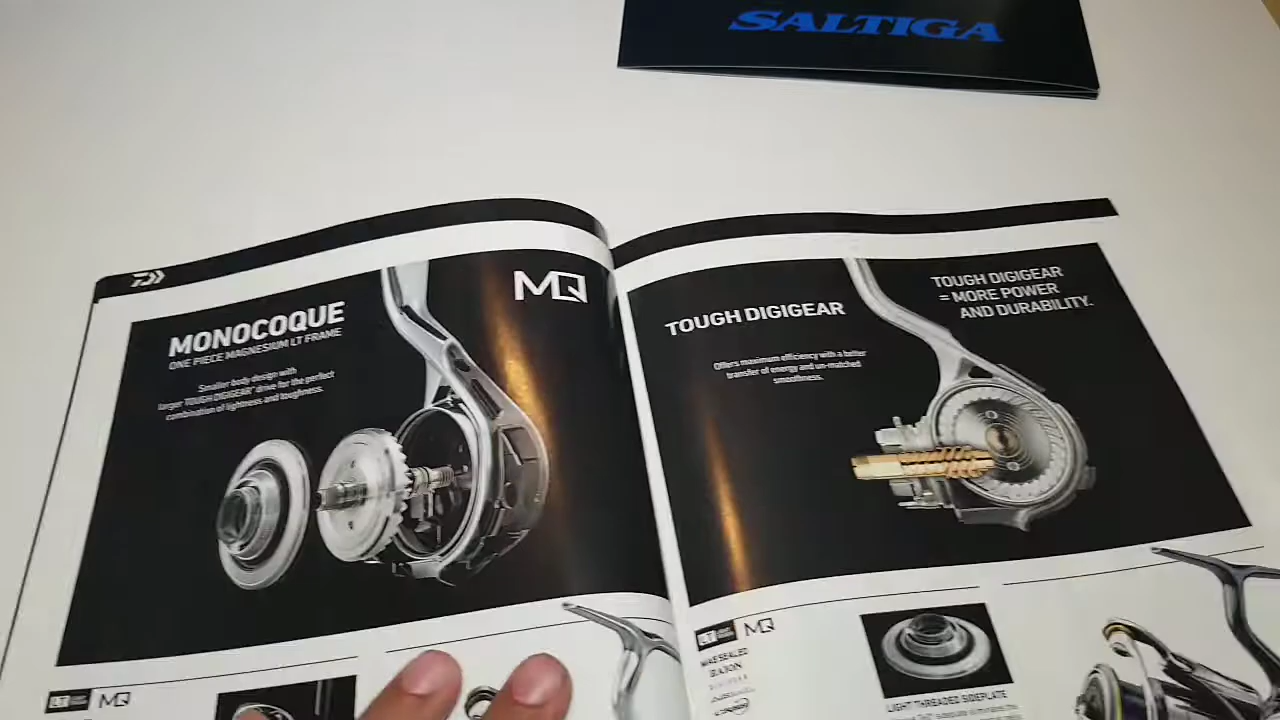 SALTIGA
MQ
MONOCOQUE
ONE PIECE MAGNESIUM LT FRAME
Smaller body design with
larger TOUGH DIGIGEAR® drive for the perfect
combination of lightness and toughness.
TOUGH DIGIGEAR
Offers maximum efficiency with a better
transfer of energy and un-matched
smoothness.
TOUGH DIGIGEAR
= MORE POWER
AND DURABILITY.
LT
MQ
LT
MQ
MAGSEALED
LIGHT THREADED SIDEPLATE